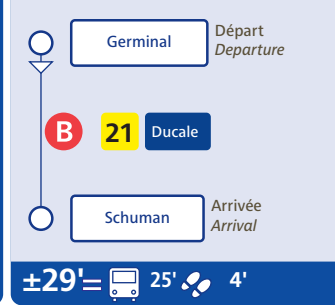 Germinal Départ
Departure
B 21 Ducale
Schuman Arrivée
Arrival
±29'= 25' 4'